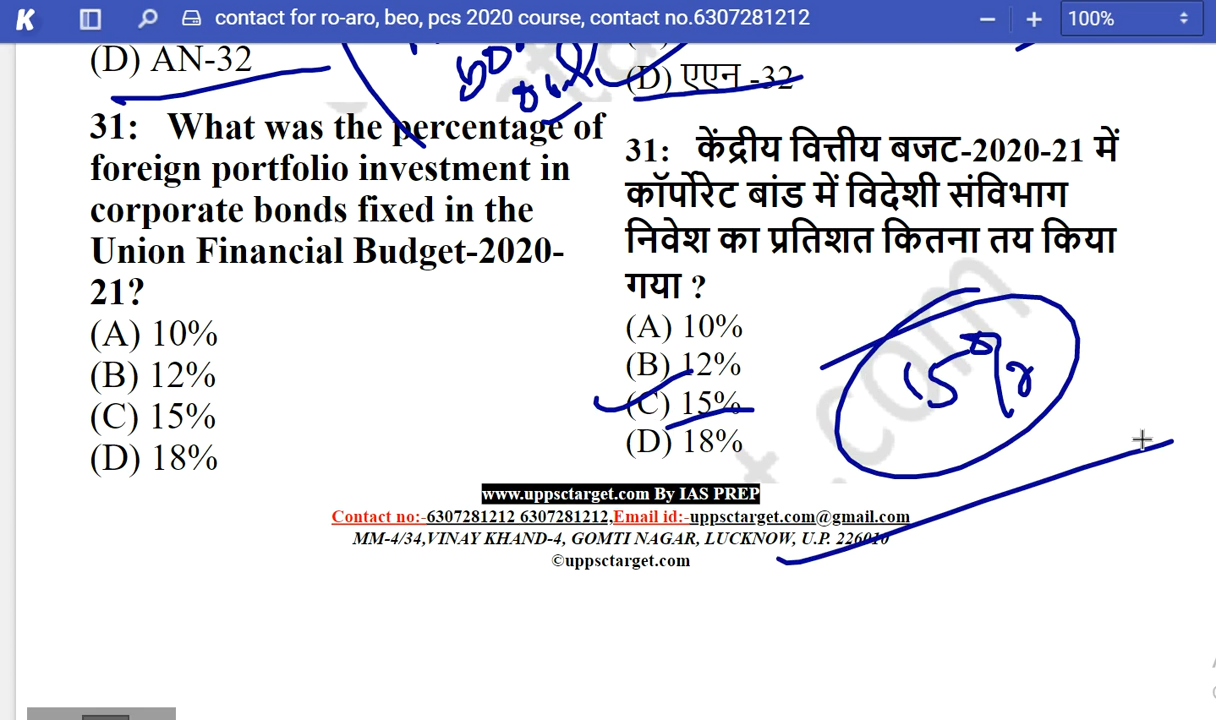 contact for ro-aro, beo, pcs 2020 course, contact no.6307281212
100%
(D) AN-32
31: What was the percentage of
foreign portfolio investment in
corporate bonds fixed in the
Union Financial Budget-2020-
21?
(A) 10%
(B) 12%
(C) 15%
(D) 18%
(D) एएन -32
31: केंद्रीय वित्तीय बजट-2020-21 में
कॉर्पोरेट बांड में विदेशी संविभाग
निवेश का प्रतिशत कितना तय किया
गया ?
(A) 10%
(B) 12%
(C) 15%
(D) 18%
15%
www.uppsctarget.com By IAS PREP
Contact no:-6307281212 6307281212,Email id:-uppsctarget.com@gmail.com
MM-4/34,VINAY KHAND-4, GOMTI NAGAR, LUCKNOW, U.P. 226010
©uppsctarget.com